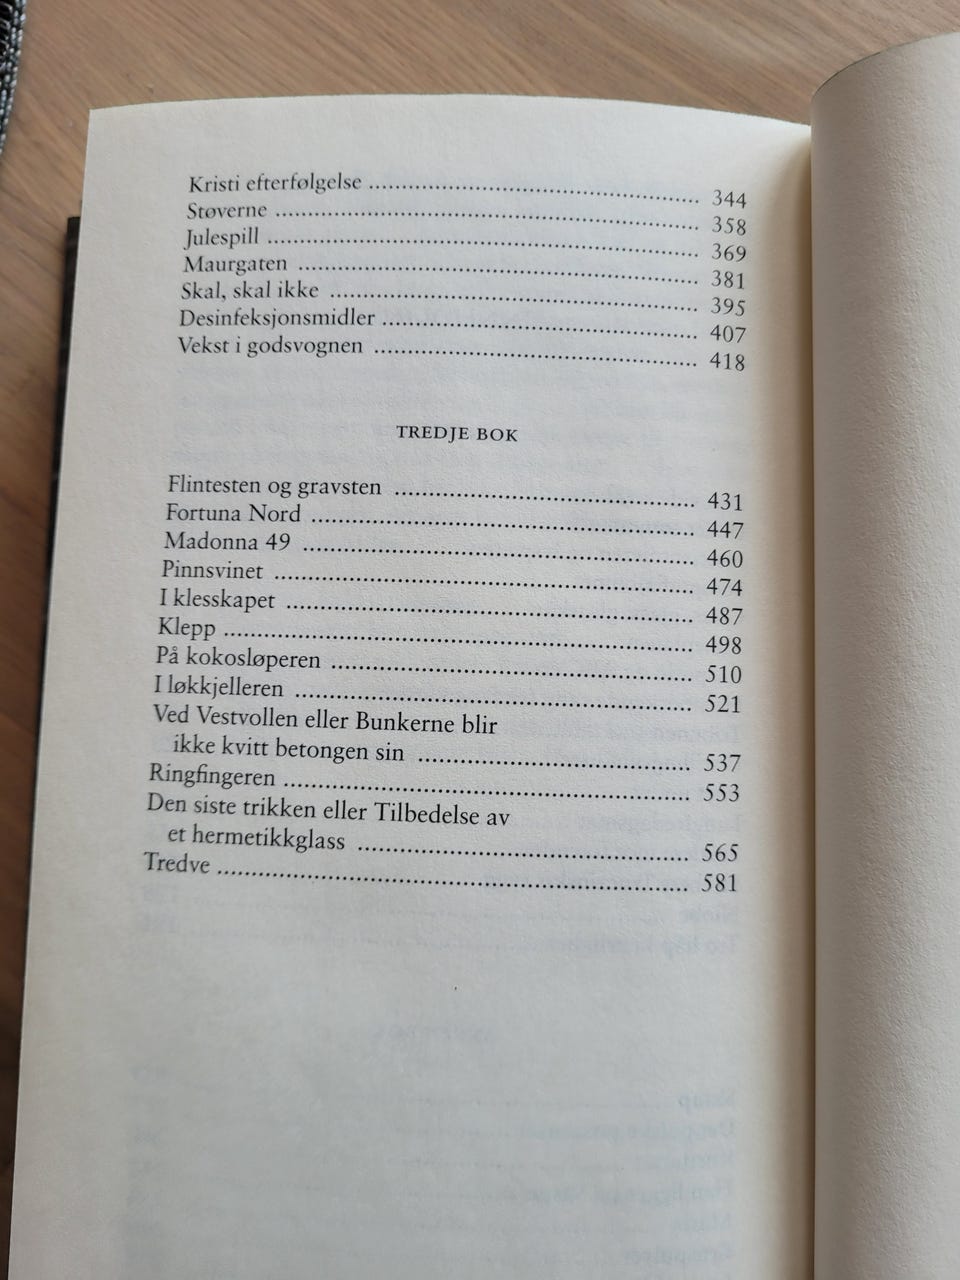 Kristi efterfølgelse ........................................ 344
Støverne ........................................ 358
Julespill ........................................ 369
Maurgaten ........................................ 381
Skal, skal ikke ........................................ 395
Desinfeksjonsmidler ........................................ 407
Vekst i godsvognen ........................................ 418
TREDJE BOK
Flintesten og gravsten ........................................ 431
Fortuna Nord ........................................ 447
Madonna 49 ........................................ 460
Pinnsvinet ........................................ 474
I klesskapet ........................................ 487
Klepp ........................................ 498
På kokosløperen ........................................ 510
I løkkjelleren ........................................ 521
Ved Vestvollen eller Bunkerne blir
ikke kvitt betongen sin ........................................ 537
Ringfingeren ........................................ 553
Den siste trikken eller Tilbedelse av
et hermetikkglass ........................................ 565
Tredve ........................................ 581